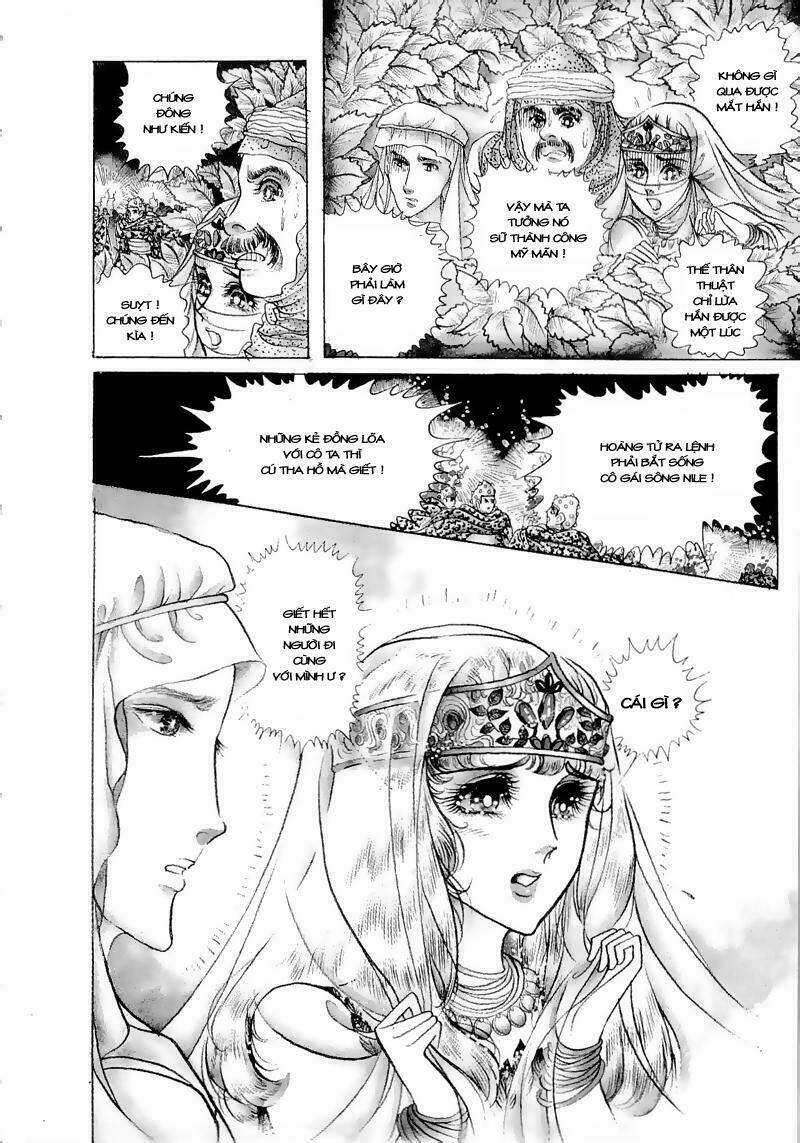 KHÔNG GÌ
QUA ĐƯỢC
MẮT HẮN !
VẬY MÀ TA
TƯỞNG NÓ
SỬ THÀNH CÔNG
MỸ MÃN !
THẾ THÂN
THUẬT
CHỈ LỪA
HẮN ĐƯỢC
MỘT LÚC
BÂY GIỜ
PHẢI LÀM
GÌ ĐÂY ?
CHÚNG
ĐÔNG
NHƯ KIẾN !
SUỴT !
CHÚNG ĐẾN
KÌA !
HOÀNG TỬ RA LỆNH
PHẢI BẮT SỐNG
CÔ GÁI SÔNG NILE !
NHỮNG KẺ ĐỒNG LÕA
VỚI CÔ TA THÌ
CÚ THA HỒ MÀ GIẾT !
CÁI GÌ ?
GIẾT HẾT
NHỮNG
NGƯỜI ĐI
CÙNG
VỚI MÌNH Ư ?